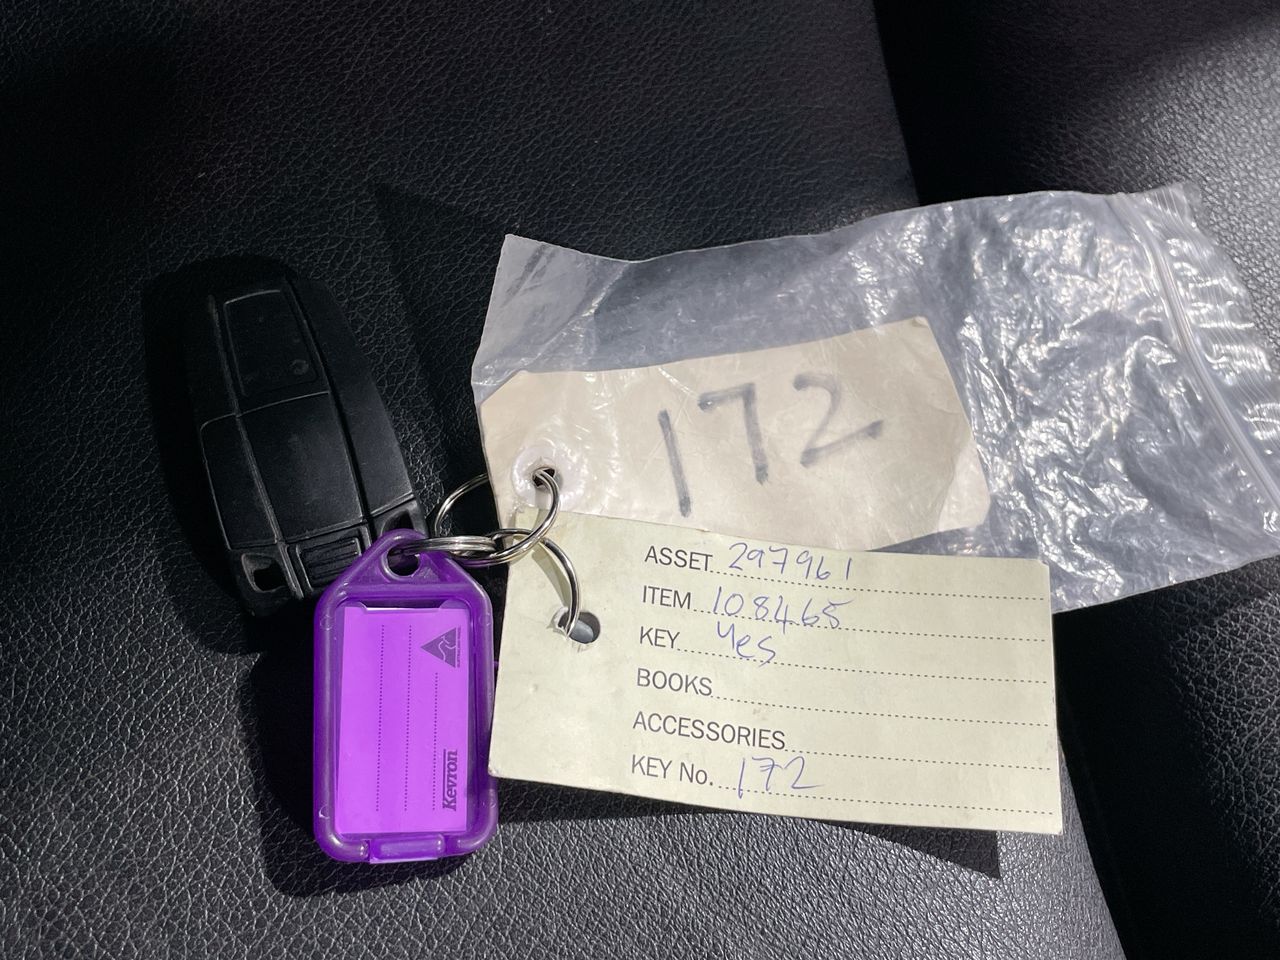 172
ASSET 297961
ITEM 108465
KEY Yes
BOOKS
ACCESSORIES
KEY No. 172
Kevron